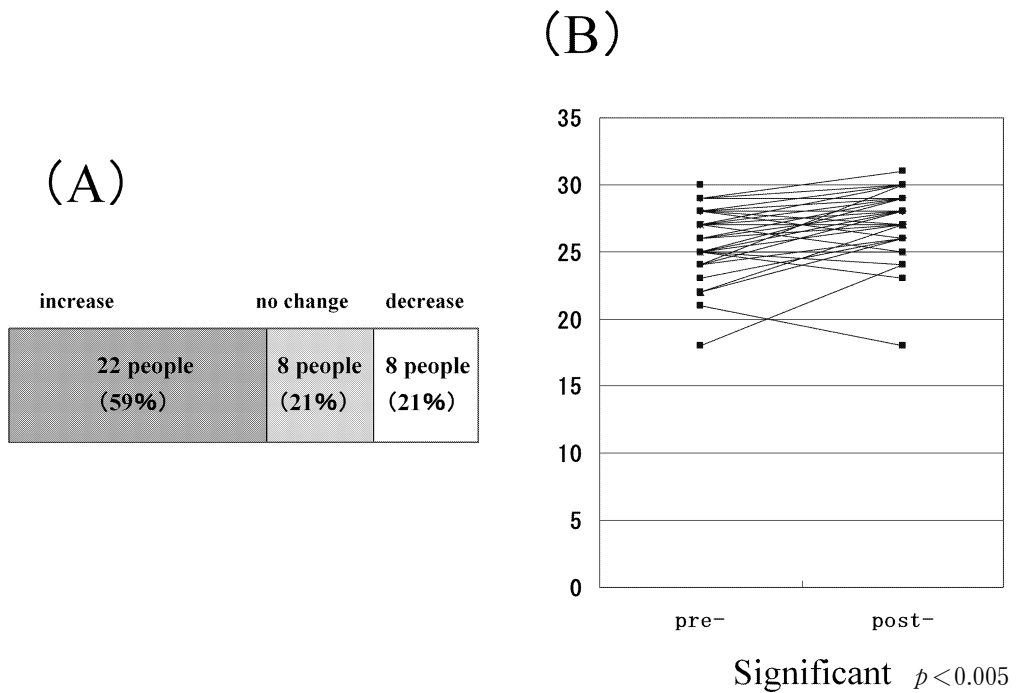 (A)
increase no change decrease
22 people 8 people 8 people
(59%) (21%) (21%)
(B)
35
30
25
20
15
10
5
0
pre- post-
Significant p<0.005